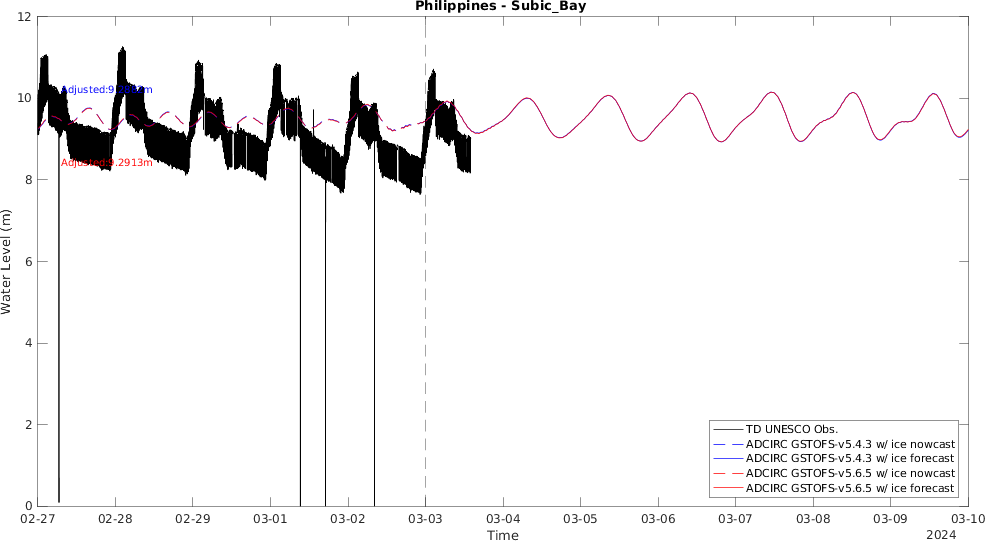 Philippines - Subic_Bay
Water Level (m)
12
10
8
6
4
2
0
Adjusted:9.2913m
02-27
02-28
02-29
03-01
03-02
03-03
03-04
03-05
03-06
03-07
03-08
03-09
03-10
Time
2024
TD UNESCO Obs.
ADCIRC GSTOFS-v5.4.3 w/ ice nowcast
ADCIRC GSTOFS-v5.4.3 w/ ice forecast
ADCIRC GSTOFS-v5.6.5 w/ ice nowcast
ADCIRC GSTOFS-v5.6.5 w/ ice forecast